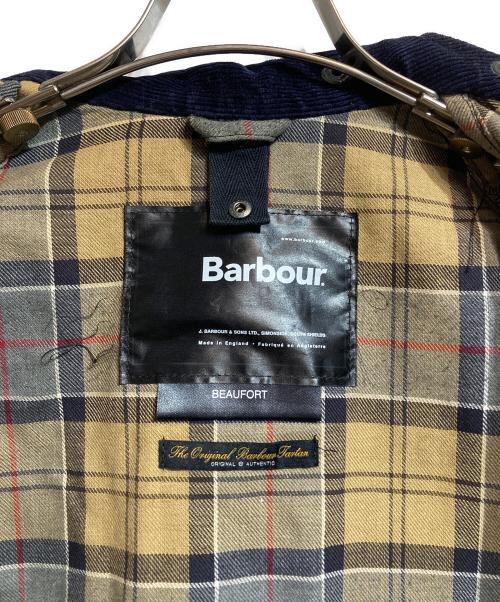 www.barbour.com
Barbour®
J. BARBOUR & SONS LTD., SIMONSIDE, SOUTH SHIELDS.
Made in England • Fabriqué en Angleterre
BEAUFORT
The Original Barbour Tartan
ORIGINAL @ AUTHENTIC